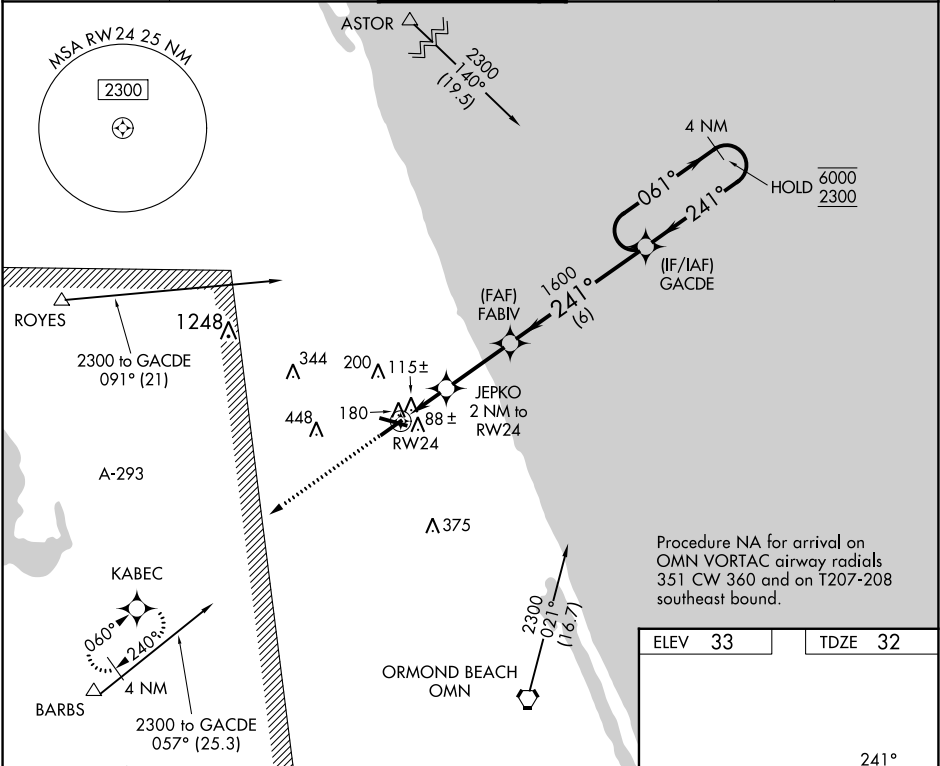 MSA RW24 25 NM
2300
ASTOR
2300
140°
(19.5)
4 NM
061°
241°
HOLD
6000
2300
(IF/IAF)
GACDE
1600
241°
(6)
(FAF)
FABIV
ROYES
2300 to GACDE
091° (21)
1248
344
200
115±
448
180
88±
RW24
JEPKO
2 NM to
RW24
A-293
375
Procedure NA for arrival on
OMN VORTAC airway radials
351 CW 360 and on T207-208
southeast bound.
KABEC
060°
240°
4 NM
BARBS
2300 to GACDE
057° (25.3)
2300
021°
(16.7)
ORMOND BEACH
OMN
ELEV 33
TDZE 32
241°